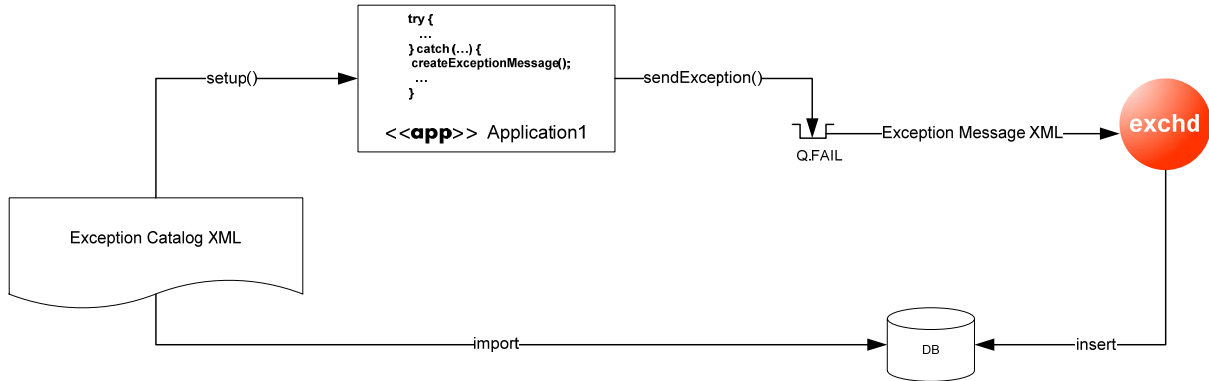 try {
...
} catch (...) {
createExceptionMessage();
...
}
<<app>> Application1
setup()
sendException()
Q.FAIL
Exception Message XML
exchd
Exception Catalog XML
import
DB
insert